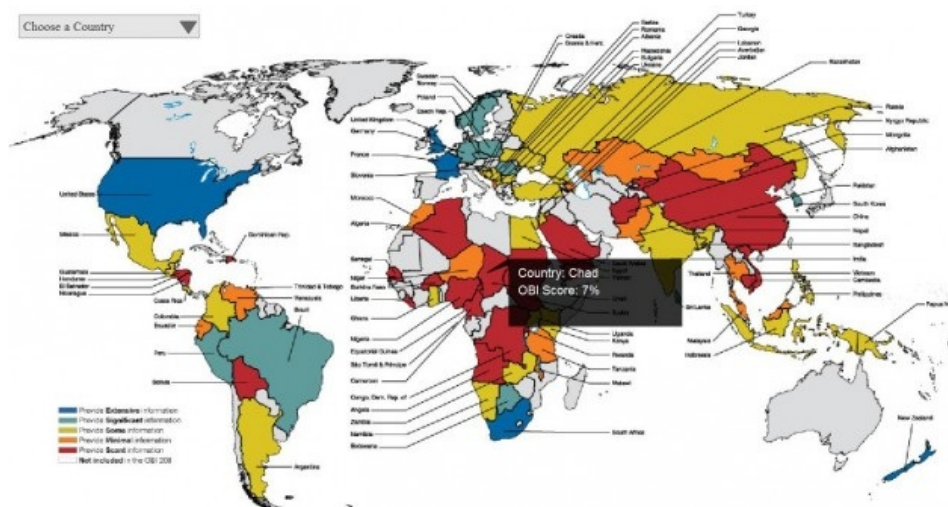 Choose a Country
Croatia
Bosnia & Herz.
Serbia
Romania
Albania
Macedonia
Bulgaria
Ukraine
Turkey
Georgia
Lebanon
Azerbaijan
Jordan
Kazakhstan
Sweden
Norway
Poland
Czech Rep.
United Kingdom
Germany
France
Slovenia
Russia
Kyrgyz Republic
Mongolia
Afghanistan
Pakistan
South Korea
China
Nepal
Bangladesh
India
Vietnam
Cambodia
Philippines
Thailand
Sri Lanka
Malaysia
Indonesia
Papua N
New Zealand
United States
Mexico
Dominican Rep.
Guatemala
Honduras
El Salvador
Nicaragua
Costa Rica
Trinidad & Tobago
Venezuela
Brazil
Colombia
Ecuador
Peru
Bolivia
Argentina
Morocco
Algeria
Senegal
Niger
Burkina Faso
Liberia
Ghana
Nigeria
Equatorial Guinea
São Tomé & Príncipe
Cameroon
Congo, Dem. Rep. of
Angola
Zambia
Namibia
Botswana
Country: Chad
OBI Score: 7%
Uganda
Kenya
Rwanda
Tanzania
Malawi
South Africa
Provide Extensive information
Provide Significant information
Provide Some information
Provide Minimal information
Provide Scant information
Not included in the OBI 200